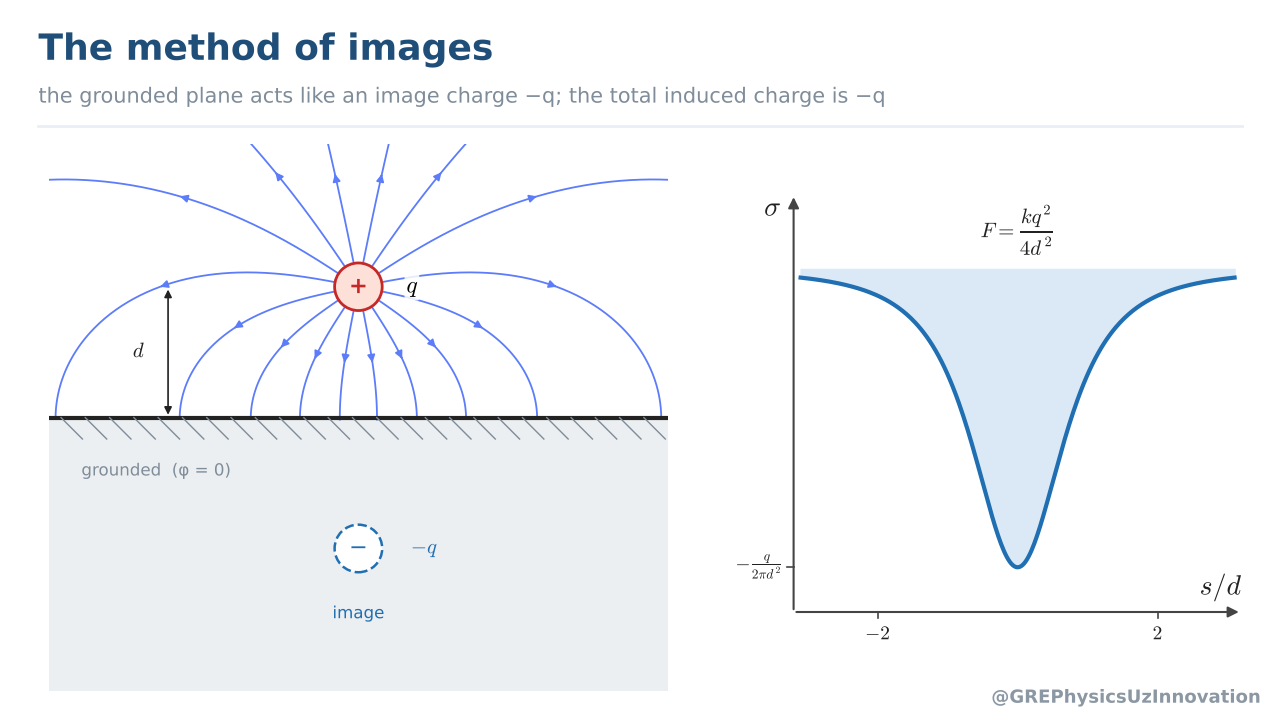 The method of images
the grounded plane acts like an image charge −q; the total induced charge is −q
+
q
d
grounded (φ = 0)
−
−q
image
σ
F = kq²/4d²
−q/2πd²
s/d
−2
2
@GREPhysicsUzInnovation